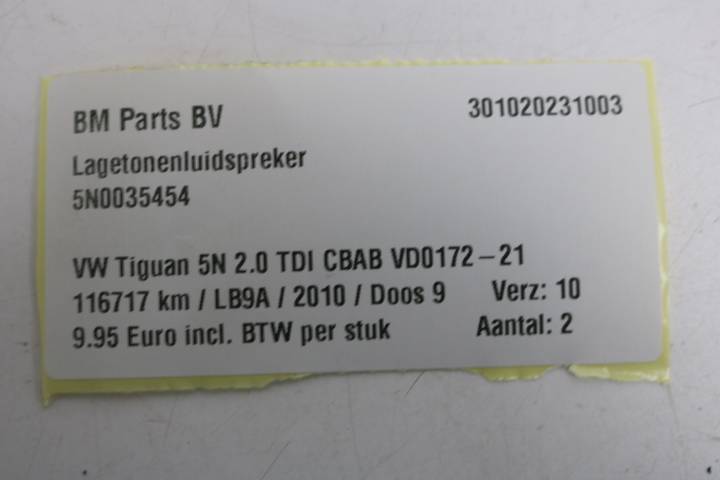 BM Parts BV 301020231003
Lagetonenluidspreker
5N0035454
VW Tiguan 5N 2.0 TDI CBAB VD0172-21
116717 km / LB9A / 2010 / Doos 9 Verz: 10
9.95 Euro incl. BTW per stuk Aantal: 2